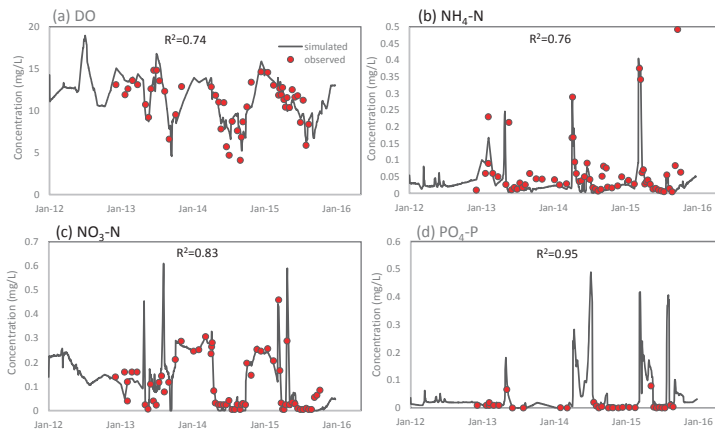 (a) DO
R²=0.74
simulated
observed
Concentration (mg/L)
20
15
10
5
0
Jan-12 Jan-13 Jan-14 Jan-15 Jan-16
(b) NH₄-N
R²=0.76
Concentration (mg/L)
0.5
0.45
0.4
0.35
0.3
0.25
0.2
0.15
0.1
0.05
0
Jan-12 Jan-13 Jan-14 Jan-15 Jan-16
(c) NO₃-N
R²=0.83
Concentration (mg/L)
0.7
0.6
0.5
0.4
0.3
0.2
0.1
0
Jan-12 Jan-13 Jan-14 Jan-15 Jan-16
(d) PO₄-P
R²=0.95
Concentration (mg/L)
0.6
0.5
0.4
0.3
0.2
0.1
0
Jan-12 Jan-13 Jan-14 Jan-15 Jan-16